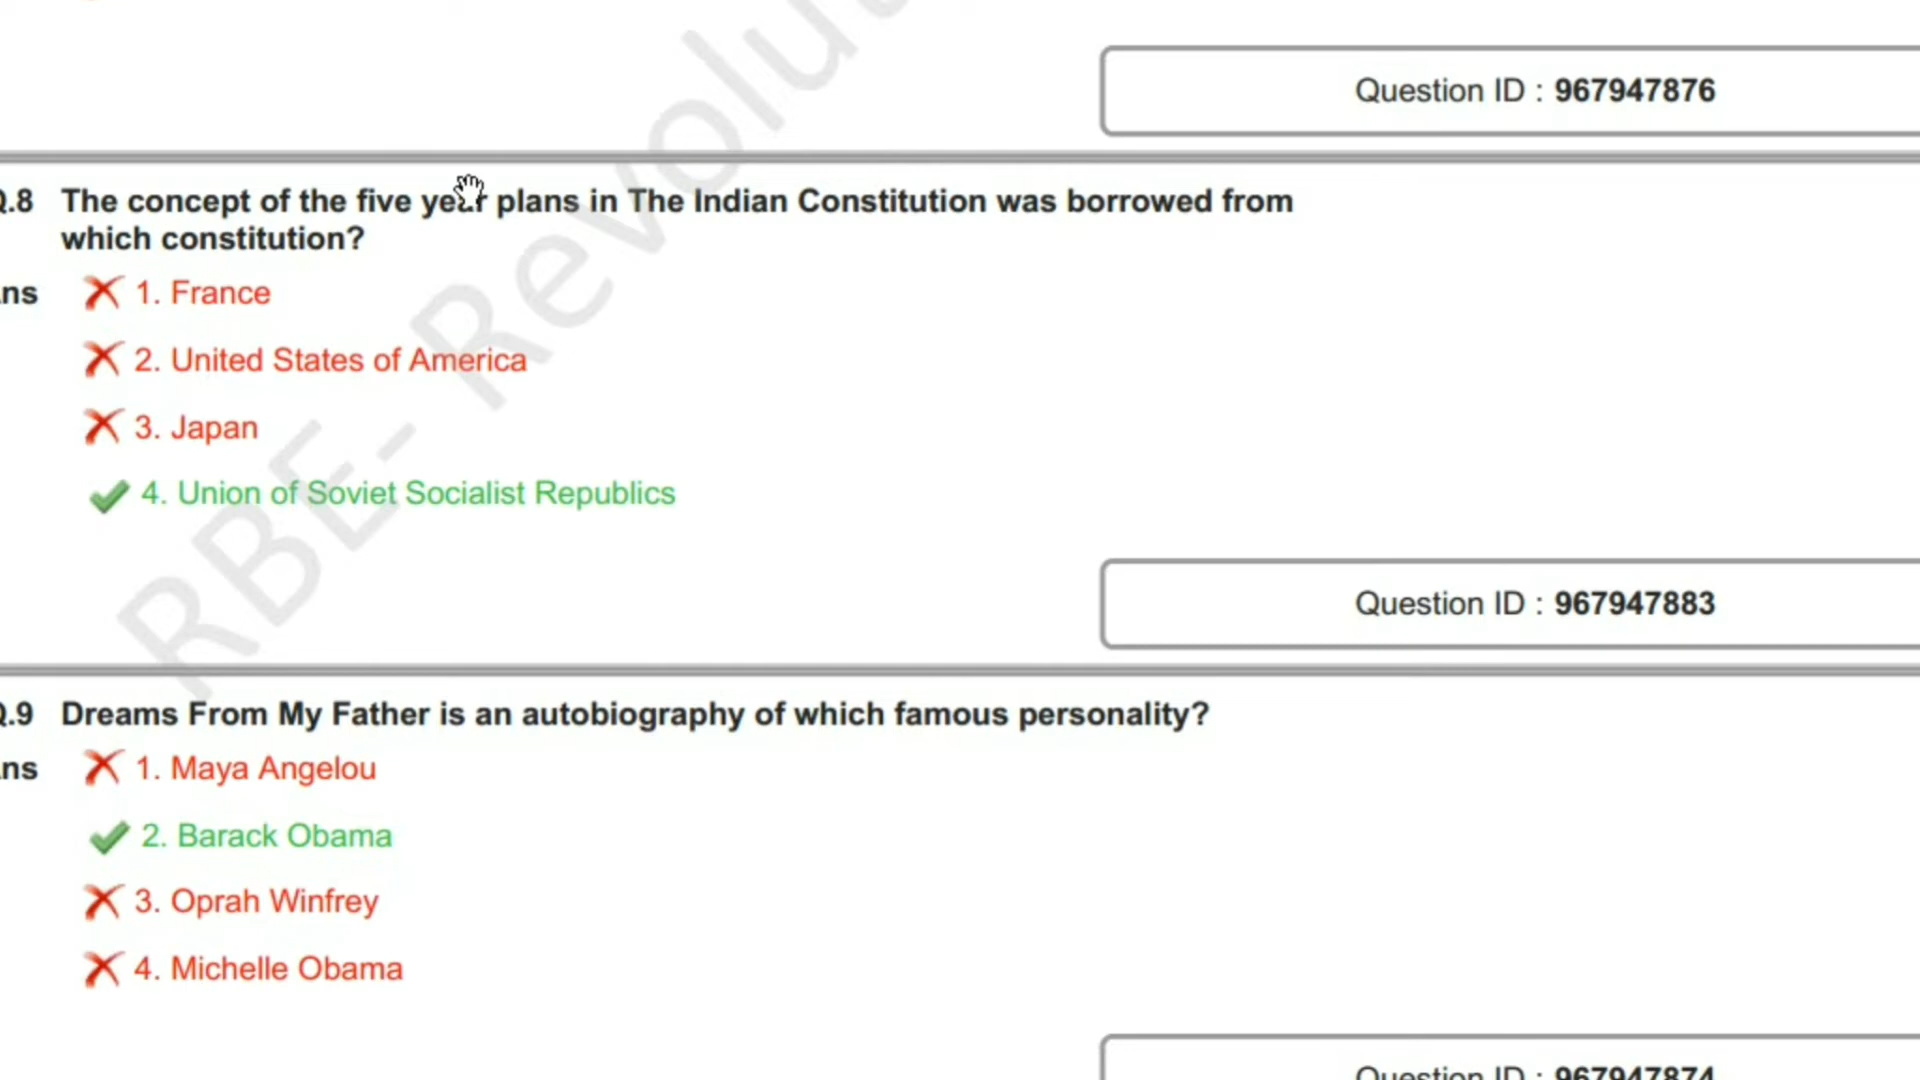 Question ID : 967947876
Q.8 The concept of the five year plans in The Indian Constitution was borrowed from
which constitution?
ns 1. France
2. United States of America
3. Japan
4. Union of Soviet Socialist Republics
Question ID : 967947883
Q.9 Dreams From My Father is an autobiography of which famous personality?
ns 1. Maya Angelou
2. Barack Obama
3. Oprah Winfrey
4. Michelle Obama
Question ID : 967947874
RBE- Revolu